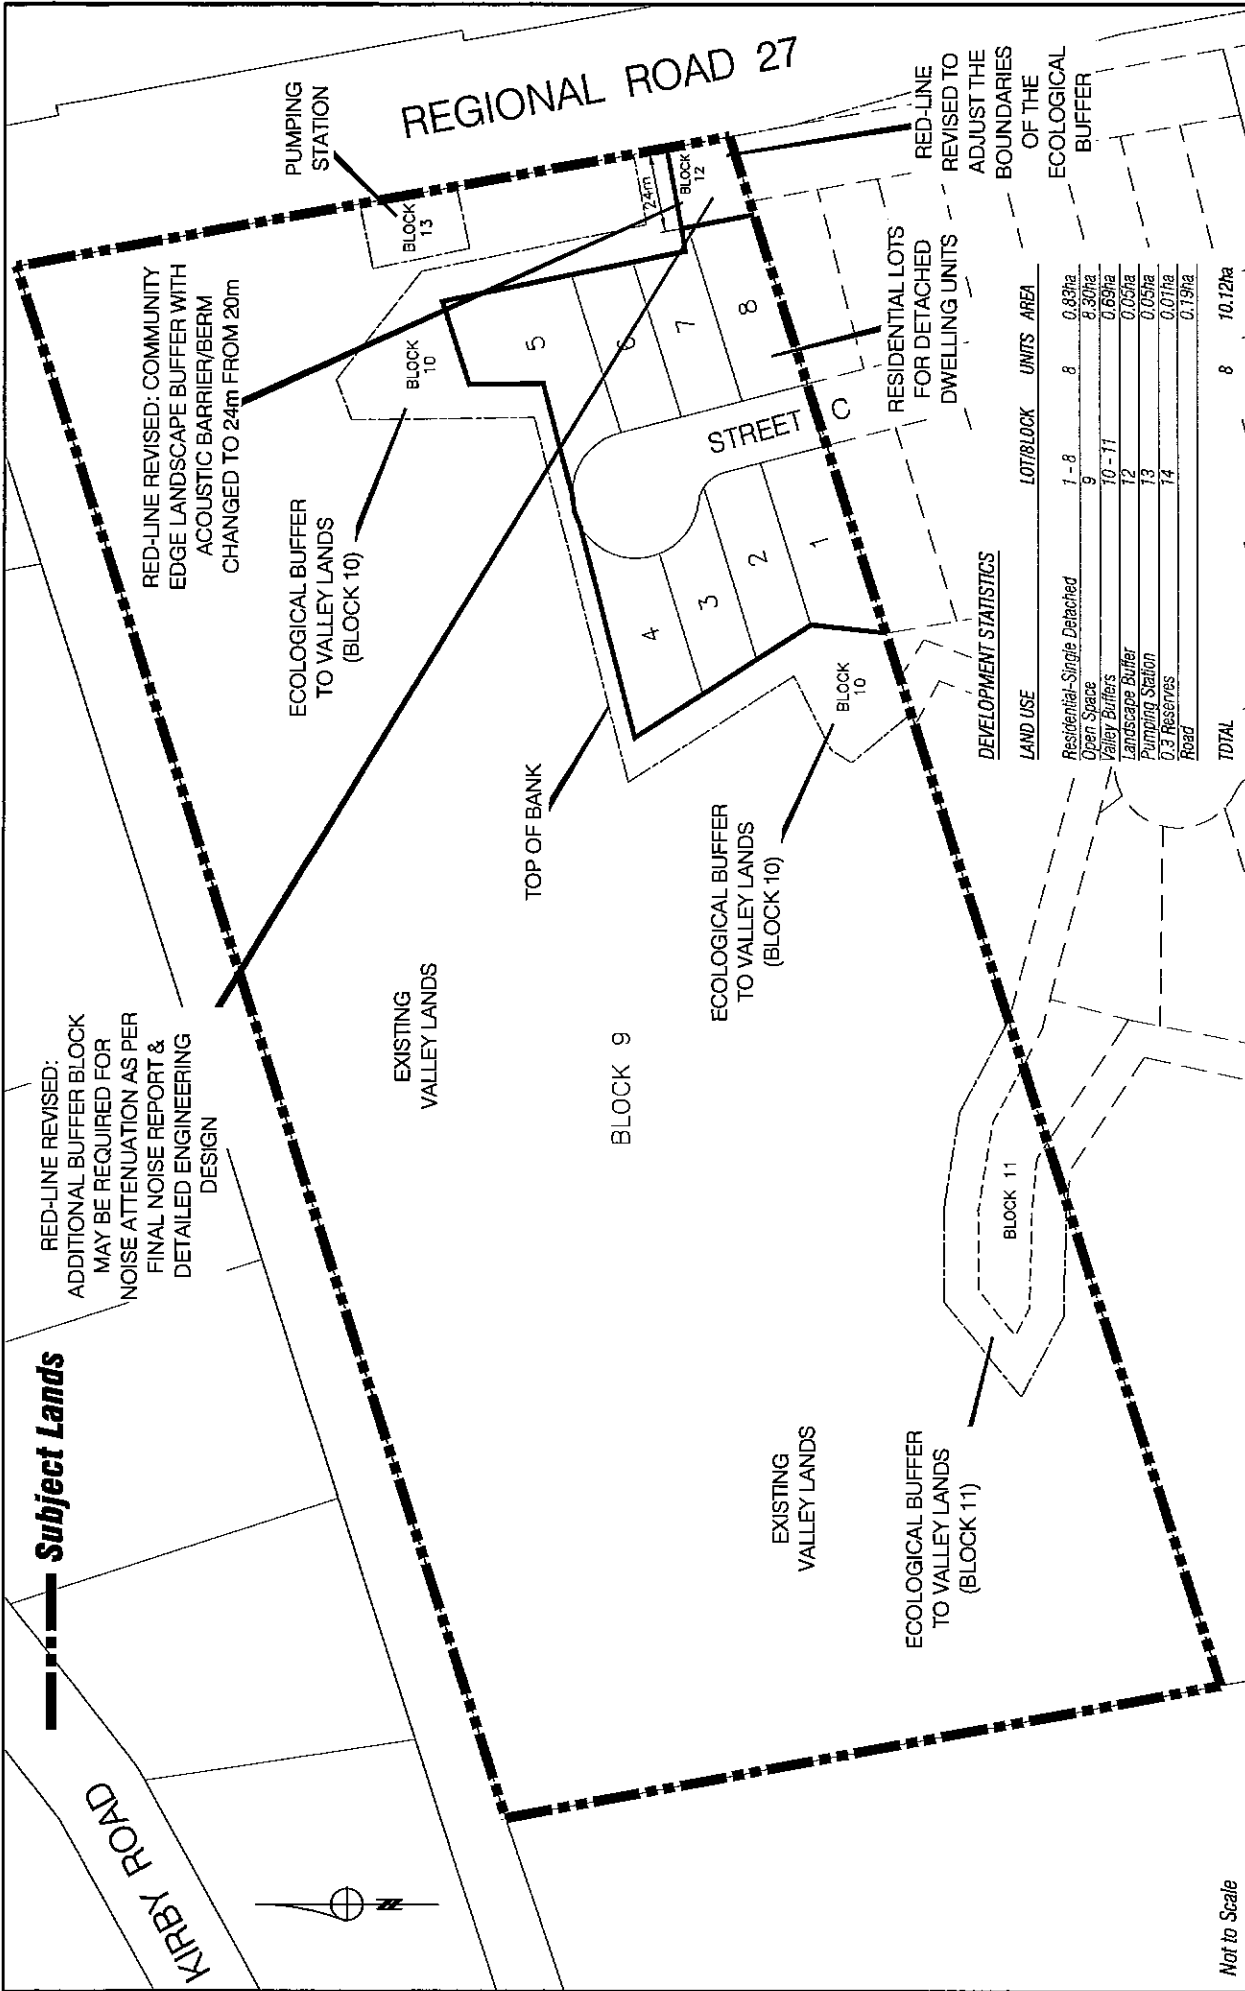 KIRBY ROAD
Subject Lands
RED-LINE REVISED:
ADDITIONAL BUFFER BLOCK
MAY BE REQUIRED FOR
NOISE ATTENUATION AS PER
FINAL NOISE REPORT &
DETAILED ENGINEERING
DESIGN
RED-LINE REVISED: COMMUNITY
EDGE LANDSCAPE BUFFER WITH
ACOUSTIC BARRIER/BERM
CHANGED TO 24m FROM 20m
PUMPING
STATION
REGIONAL ROAD 27
BLOCK
13
ECOLOGICAL BUFFER
TO VALLEY LANDS
(BLOCK 10)
BLOCK
10
24m
BLOCK
12
EXISTING
VALLEY LANDS
TOP OF BANK
4
3
2
1
5
6
7
8
STREET C
BLOCK 9
ECOLOGICAL BUFFER
TO VALLEY LANDS
(BLOCK 10)
BLOCK
10
RESIDENTIAL LOTS
FOR DETACHED
DWELLING UNITS
RED-LINE
REVISED TO
ADJUST THE
BOUNDARIES
OF THE
ECOLOGICAL
BUFFER
EXISTING
VALLEY LANDS
ECOLOGICAL BUFFER
TO VALLEY LANDS
(BLOCK 11)
BLOCK 11
DEVELOPMENT STATISTICS
LAND USE LOT/BLOCK UNITS AREA
Residential-Single Detached 1 - 8 8 0.83ha
Open Space 9 8.30ha
Valley Buffers 10 - 11 0.69ha
Landscape Buffer 12 0.05ha
Pumping Station 13 0.05ha
0.3 Reserves 14 0.01ha
Road 0.19ha
TOTAL 8 10.12ha
Not to Scale
N